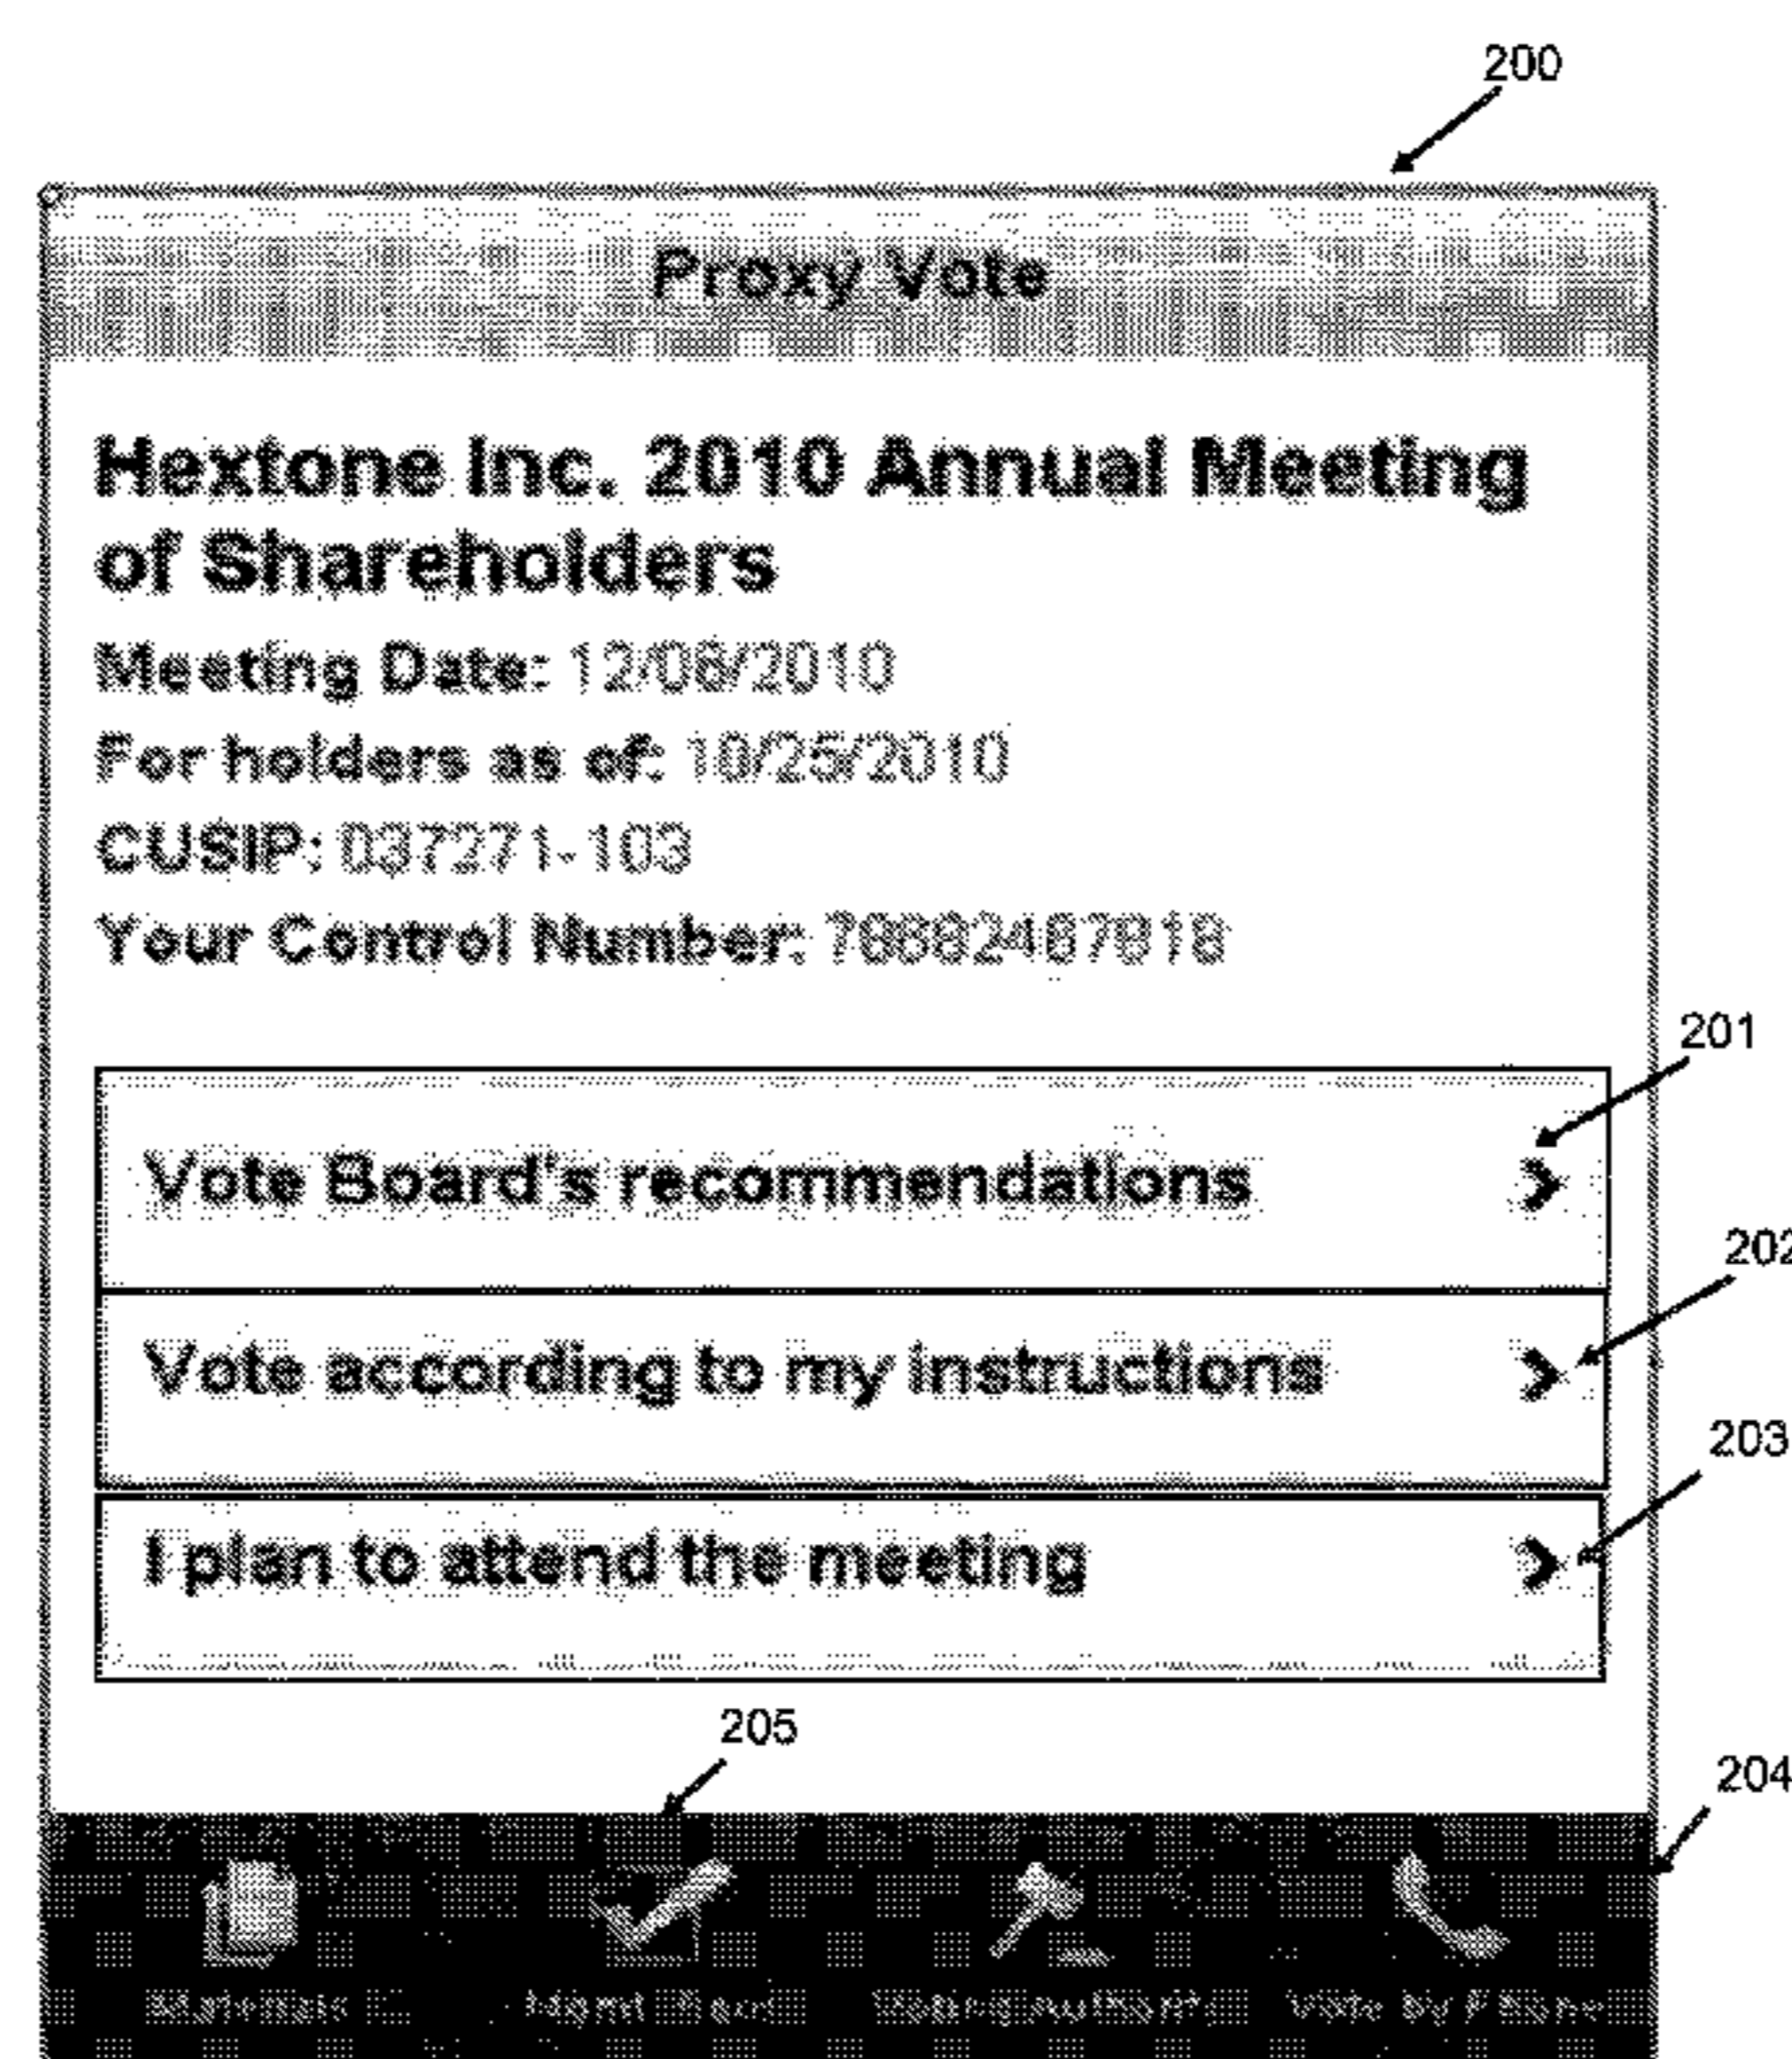 200
Proxy Vote
Hextone Inc. 2010 Annual Meeting
of Shareholders
Meeting Date: 12/06/2010
For holders as of: 10/25/2010
CUSIP: 037271-103
Your Control Number:
201
Vote Board's recommendations >
202
Vote according to my instructions >
203
I plan to attend the meeting >
205
204
Materials Mgmt Vote by Phone